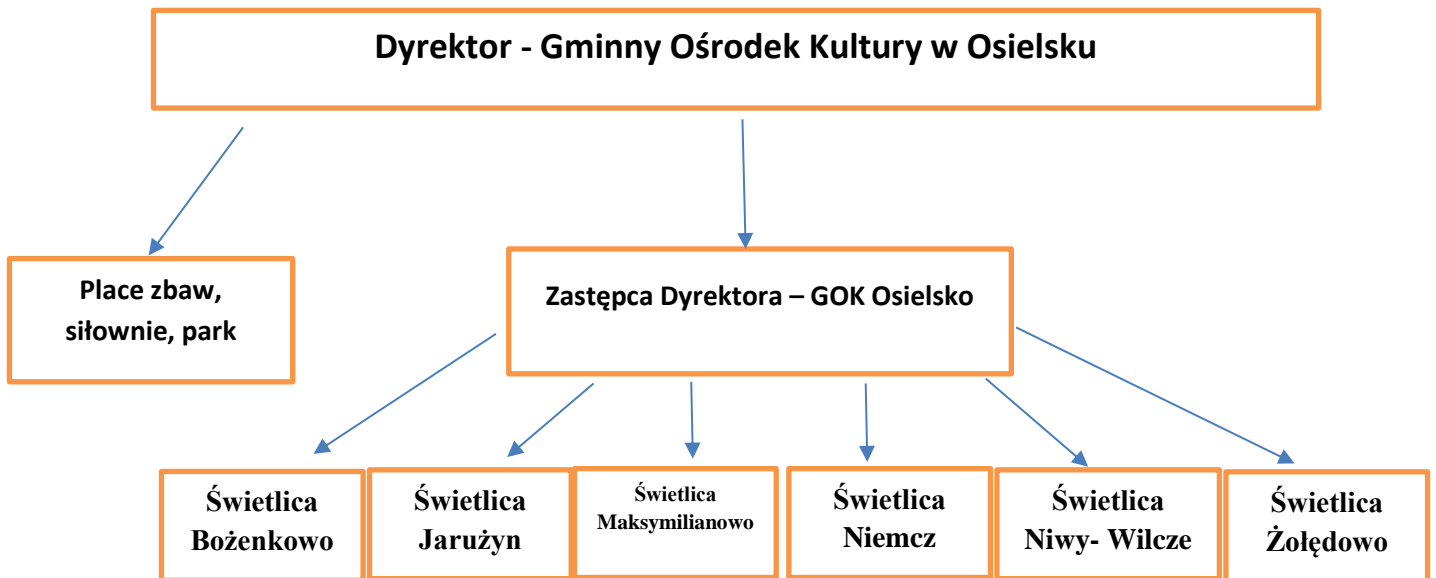 Dyrektor - Gminny Ośrodek Kultury w Osielsku
Place zbaw,
siłownie, park
Zastępca Dyrektora – GOK Osielsko
Świetlica
Bożenkowo
Świetlica
Jarużyn
Świetlica
Maksymilianowo
Świetlica
Niemcz
Świetlica
Niwy- Wilcze
Świetlica
Żołędowo